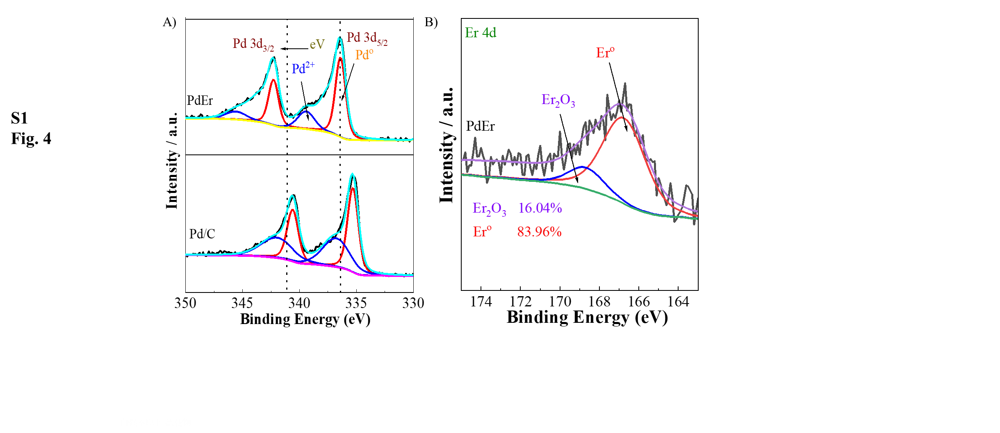 S1
Fig. 4
A)
Pd 3d3/2
eV
Pd 3d5/2
Pdo
Pd2+
PdEr
Pd/C
Intensity / a.u.
350 345 340 335 330
Binding Energy (eV)
B)
Er 4d
Ero
Er2O3
PdEr
Er2O3 16.04%
Ero 83.96%
Intensity / a.u.
174 172 170 168 166 164
Binding Energy (eV)